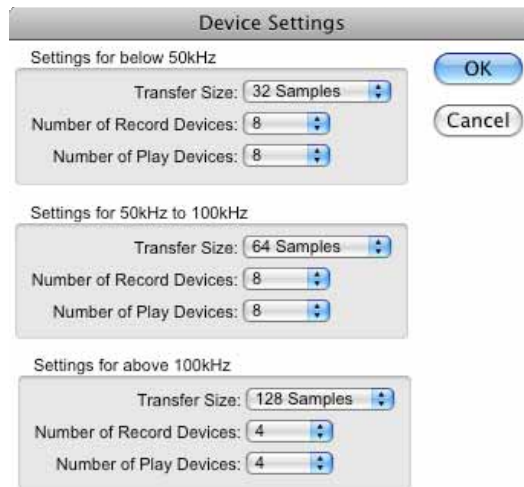 Device Settings
Settings for below 50kHz
OK
Transfer Size: 32 Samples
Number of Record Devices: 8
Cancel
Number of Play Devices: 8
Settings for 50kHz to 100kHz
Transfer Size: 64 Samples
Number of Record Devices: 8
Number of Play Devices: 8
Settings for above 100kHz
Transfer Size: 128 Samples
Number of Record Devices: 4
Number of Play Devices: 4